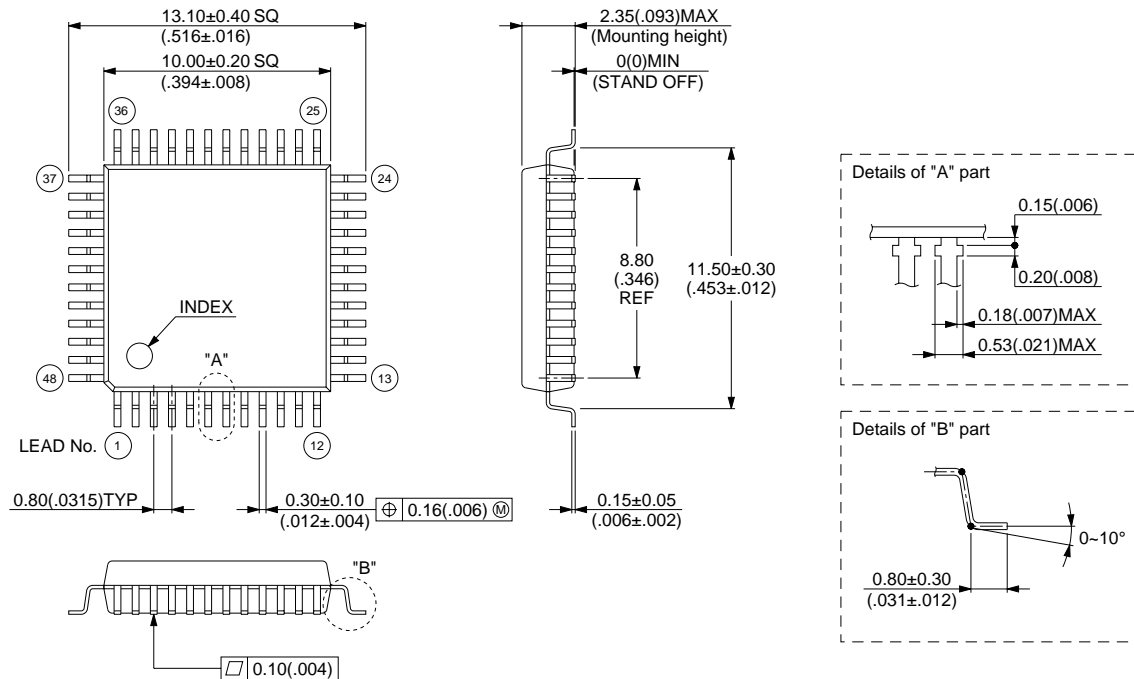 13.10±0.40 SQ
(.516±.016)
10.00±0.20 SQ
(.394±.008)
36
25
37
24
INDEX
"A"
48
13
LEAD No.
1
12
0.80(.0315)TYP
0.30±0.10
(.012±.004)
⌖ 0.16(.006) Ⓜ
"B"
▱ 0.10(.004)
2.35(.093)MAX
(Mounting height)
0(0)MIN
(STAND OFF)
8.80
(.346)
REF
11.50±0.30
(.453±.012)
0.15±0.05
(.006±.002)
Details of "A" part
0.15(.006)
0.20(.008)
0.18(.007)MAX
0.53(.021)MAX
Details of "B" part
0~10°
0.80±0.30
(.031±.012)